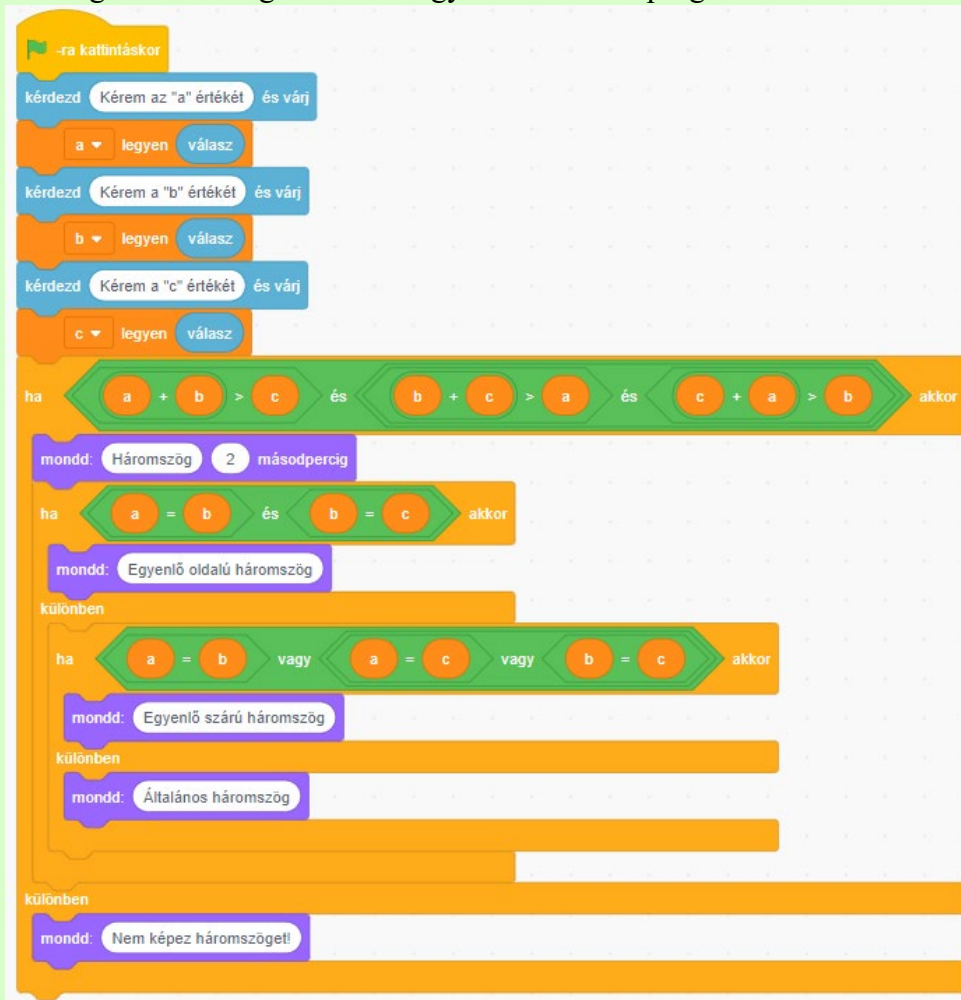 -ra kattintáskor
kérdezd Kérem az "a" értékét és várj
a legyen válasz
kérdezd Kérem a "b" értékét és várj
b legyen válasz
kérdezd Kérem a "c" értékét és várj
c legyen válasz
ha a + b > c és b + c > a és c + a > b akkor
mondd: Háromszög 2 másodpercig
ha a = b és b = c akkor
mondd: Egyenlő oldalú háromszög
különben
ha a = b vagy a = c vagy b = c akkor
mondd: Egyenlő szárú háromszög
különben
mondd: Általános háromszög
különben
mondd: Nem képez háromszöget!